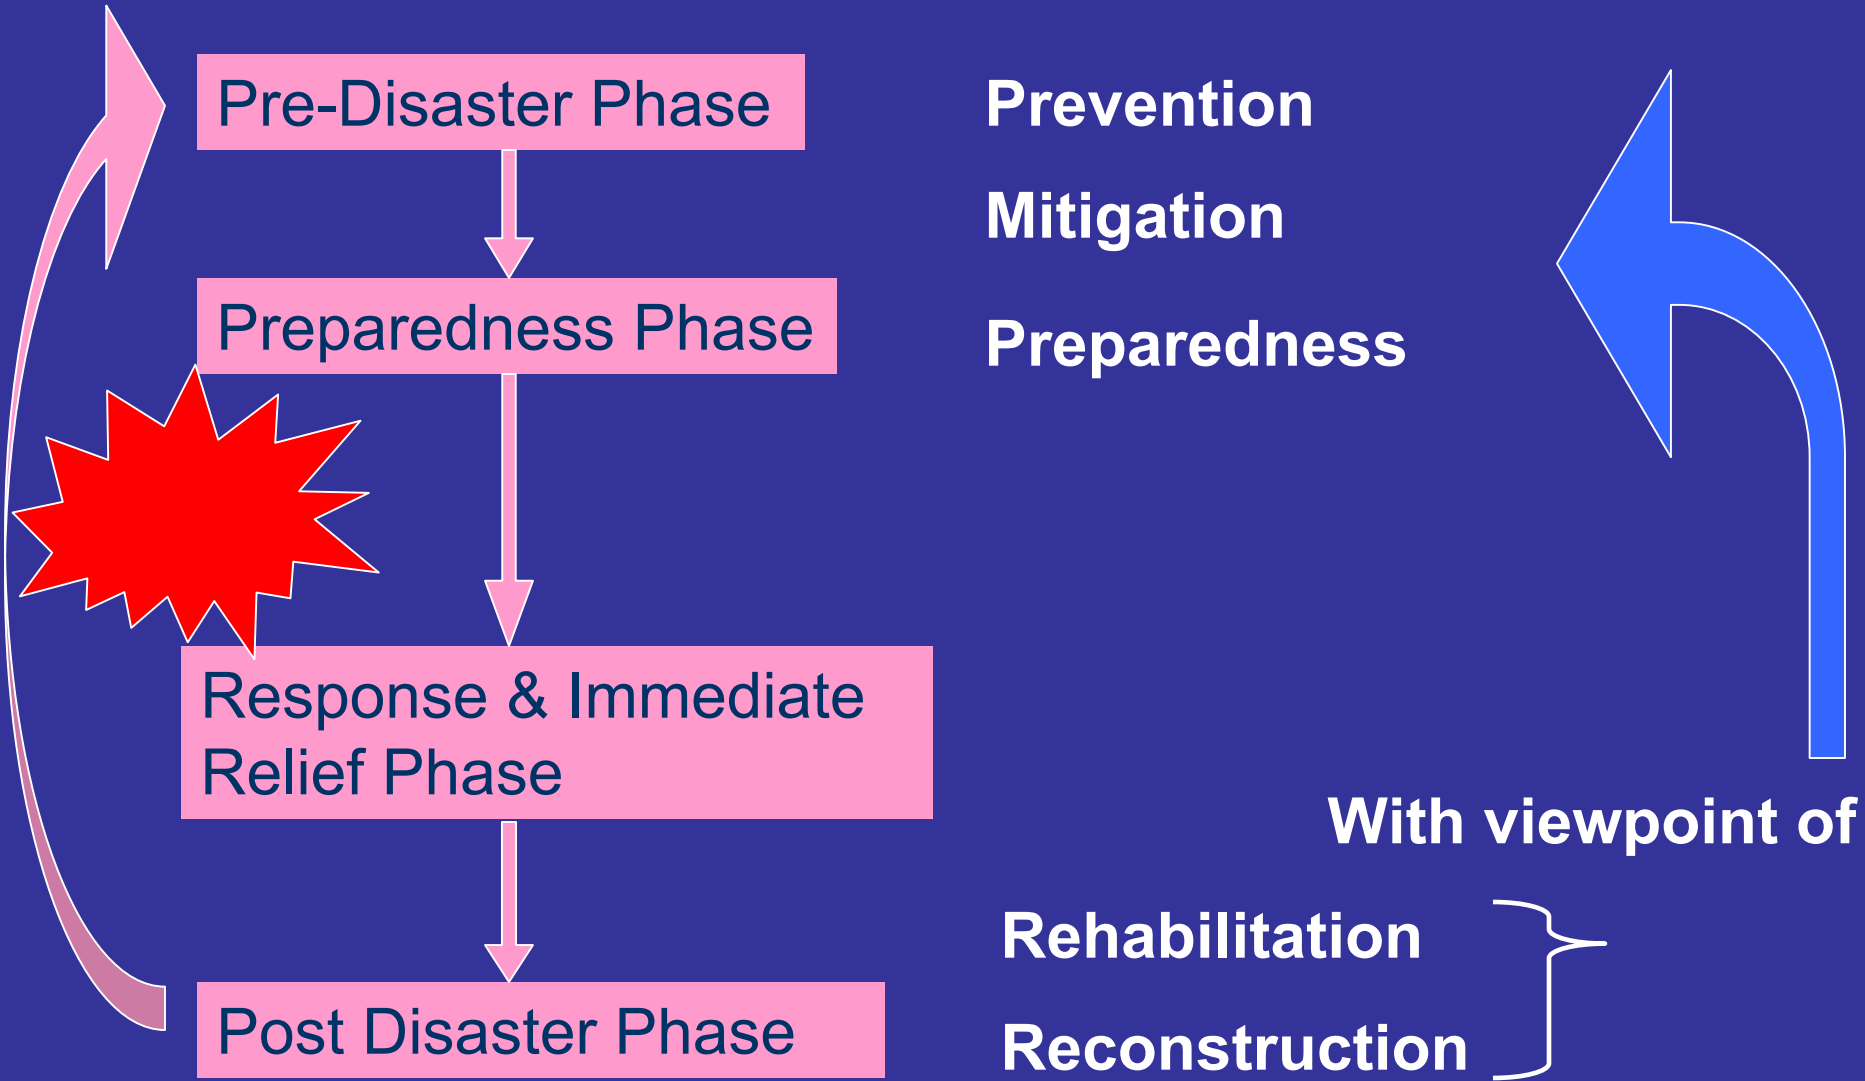 Pre-Disaster Phase
Prevention
Mitigation
Preparedness Phase
Preparedness
Response & Immediate
Relief Phase
With viewpoint of
Rehabilitation
Post Disaster Phase
Reconstruction